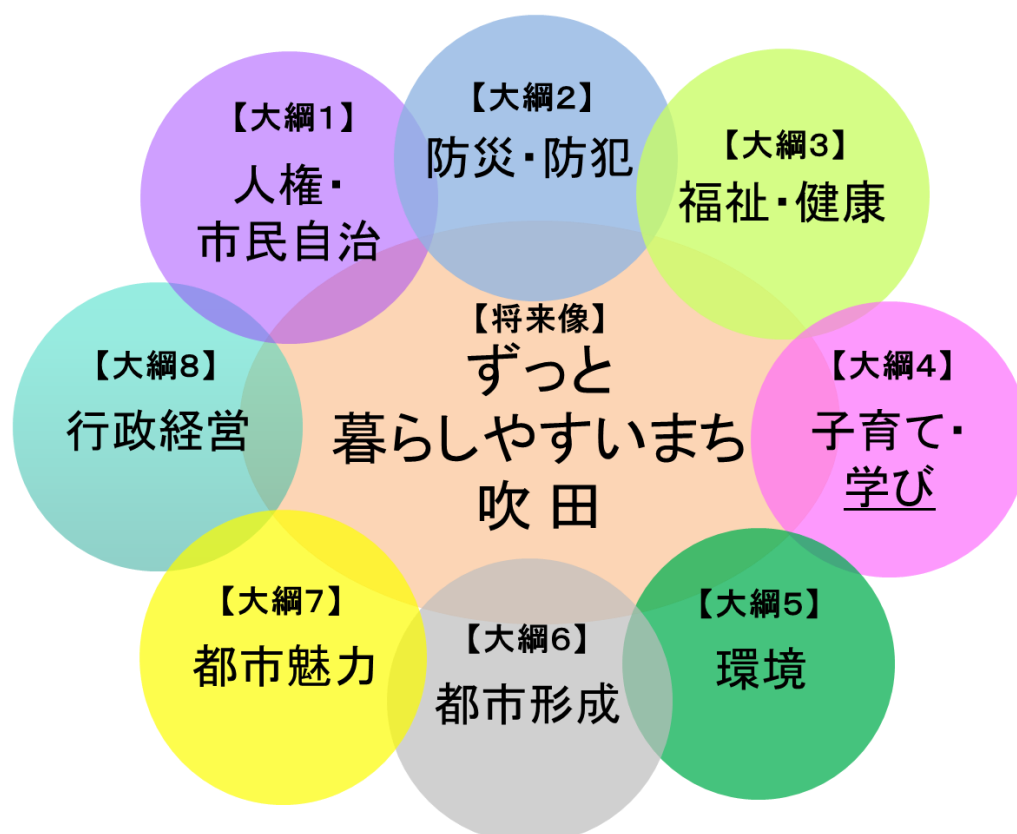 【大綱1】
人権・
市民自治
【大綱2】
防災・防犯
【大綱3】
福祉・健康
【大綱4】
子育て・
学び
【大綱5】
環境
【大綱6】
都市形成
【大綱7】
都市魅力
【大綱8】
行政経営
【将来像】
ずっと
暮らしやすいまち
吹 田